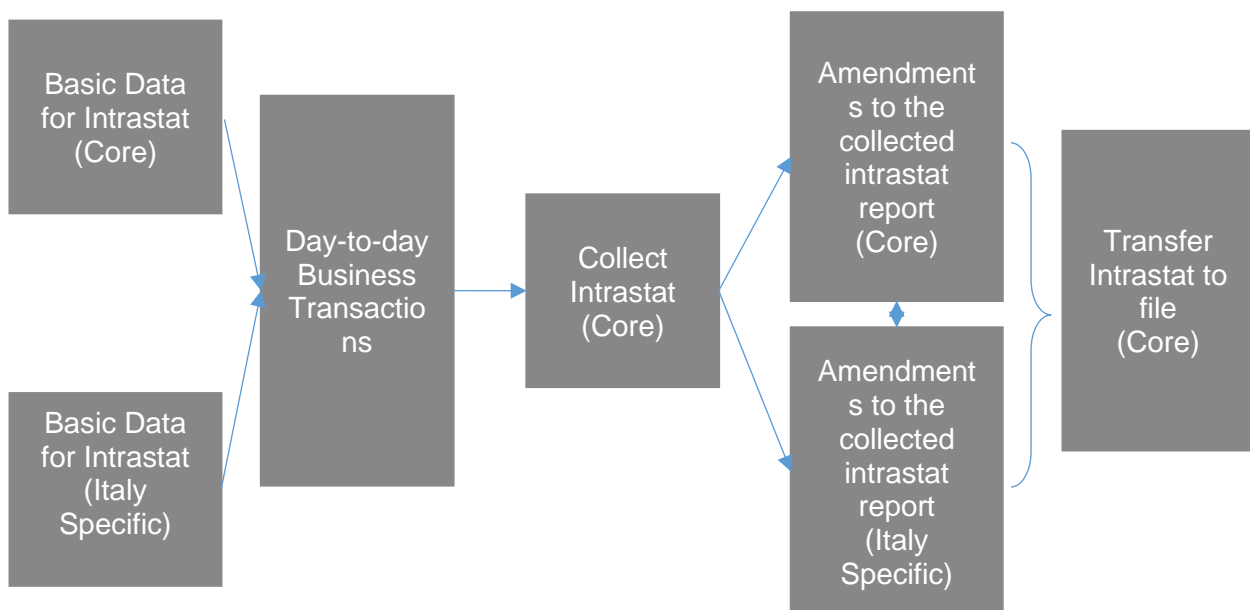 Basic Data
for Intrastat
(Core)
Basic Data
for Intrastat
(Italy
Specific)
Day-to-day
Business
Transactio
ns
Collect
Intrastat
(Core)
Amendment
s to the
collected
intrastat
report
(Core)
Amendment
s to the
collected
intrastat
report
(Italy
Specific)
Transfer
Intrastat to
file
(Core)